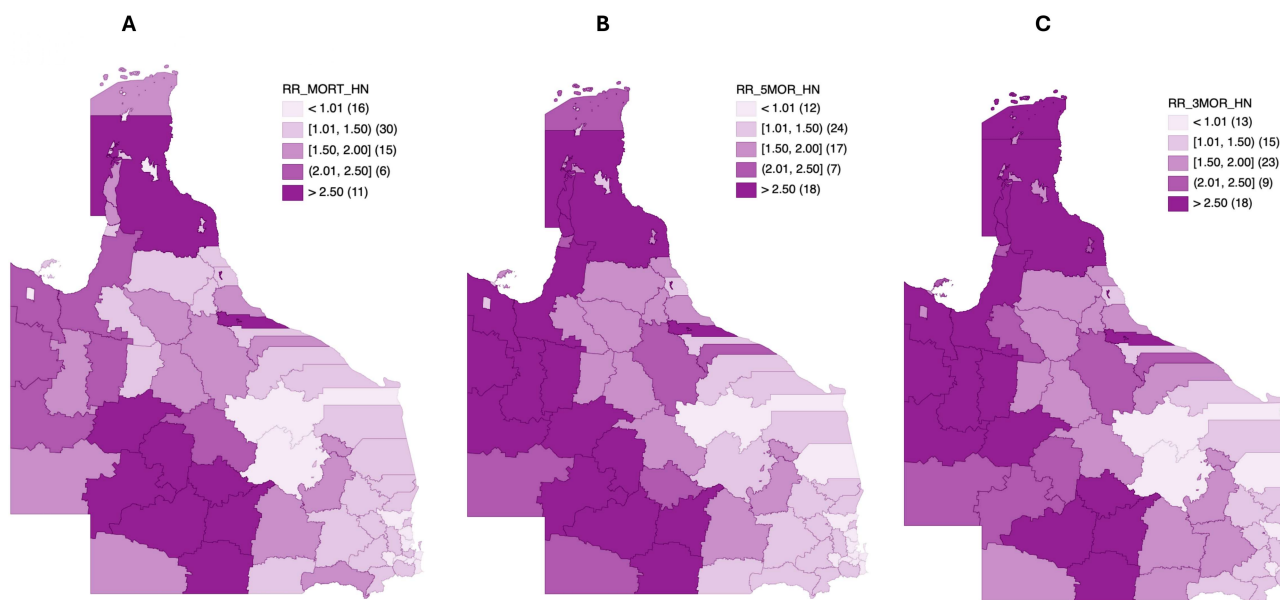 A
B
C
RR_MORT_HN
< 1.01 (16)
[1.01, 1.50) (30)
[1.50, 2.00] (15)
(2.01, 2.50] (6)
> 2.50 (11)
RR_5MOR_HN
< 1.01 (12)
[1.01, 1.50) (24)
[1.50, 2.00] (17)
(2.01, 2.50] (7)
> 2.50 (18)
RR_3MOR_HN
< 1.01 (13)
[1.01, 1.50) (15)
[1.50, 2.00] (23)
(2.01, 2.50] (9)
> 2.50 (18)